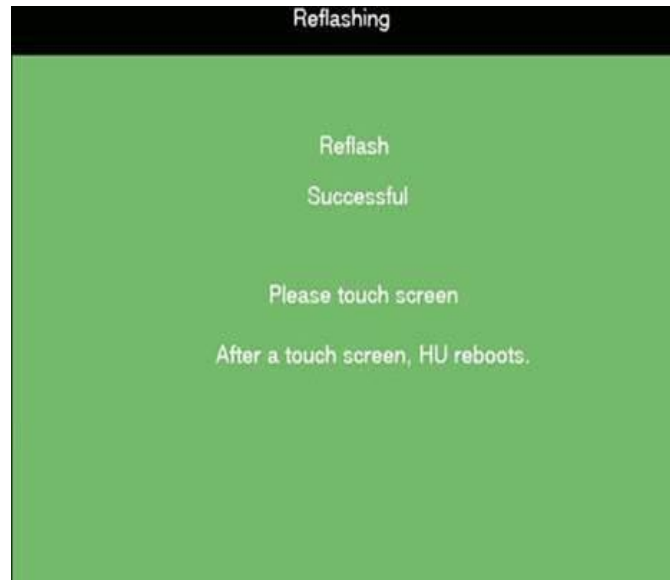 Reflashing
Reflash
Successful
Please touch screen
After a touch screen, HU reboots.